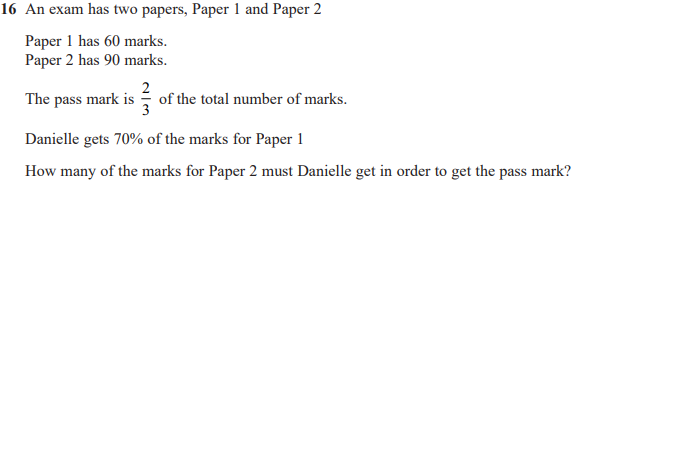 16 An exam has two papers, Paper 1 and Paper 2
Paper 1 has 60 marks.
Paper 2 has 90 marks.
The pass mark is 2/3 of the total number of marks.
Danielle gets 70% of the marks for Paper 1
How many of the marks for Paper 2 must Danielle get in order to get the pass mark?